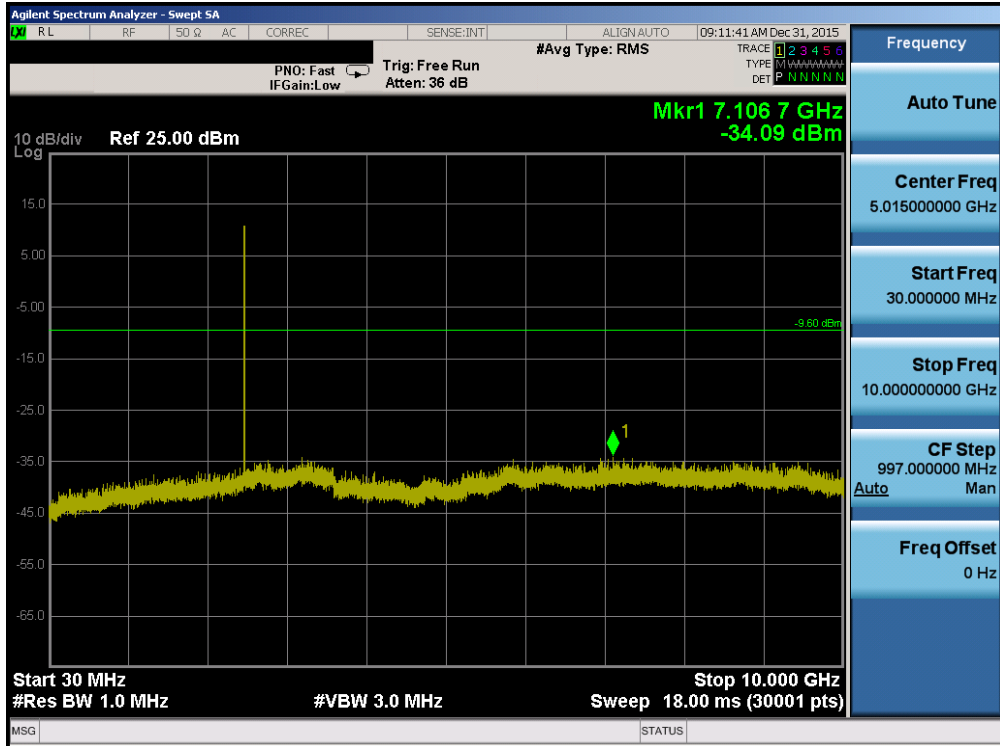 Agilent Spectrum Analyzer - Swept SA
LXI RL RF 50 Ω AC CORREC SENSE:INT ALIGN AUTO 09:11:41 AM Dec 31, 2015
#Avg Type: RMS TRACE 1 2 3 4 5 6
PNO: Fast Trig: Free Run TYPE M WWWWW
IFGain:Low Atten: 36 dB DET P N N N N N
Mkr1 7.106 7 GHz
-34.09 dBm
10 dB/div Ref 25.00 dBm
Log
15.0
5.00
-5.00
-9.60 dBm
-15.0
-25.0
1
-35.0
-45.0
-55.0
-65.0
Start 30 MHz Stop 10.000 GHz
#Res BW 1.0 MHz #VBW 3.0 MHz Sweep 18.00 ms (30001 pts)
MSG STATUS
Frequency
Auto Tune
Center Freq
5.015000000 GHz
Start Freq
30.000000 MHz
Stop Freq
10.000000000 GHz
CF Step
997.000000 MHz
Auto Man
Freq Offset
0 Hz